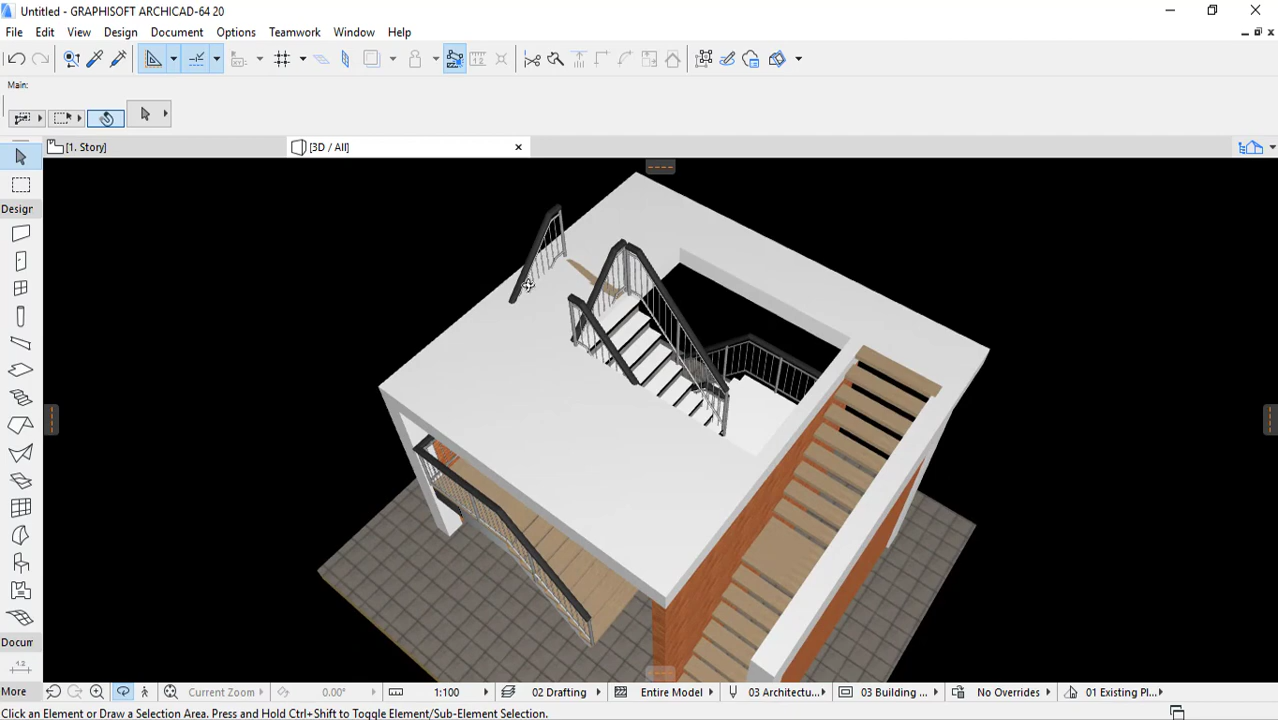 Untitled - GRAPHISOFT ARCHICAD-64 20
File Edit View Design Document Options Teamwork Window Help
Main:
[1. Story]
[3D / All]
Design
Docum
1.2
More
Current Zoom
0.00°
1:100
02 Drafting
Entire Model
03 Architectu...
03 Building ...
No Overrides
01 Existing Pl...
Click an Element or Draw a Selection Area. Press and Hold Ctrl+Shift to Toggle Element/Sub-Element Selection.